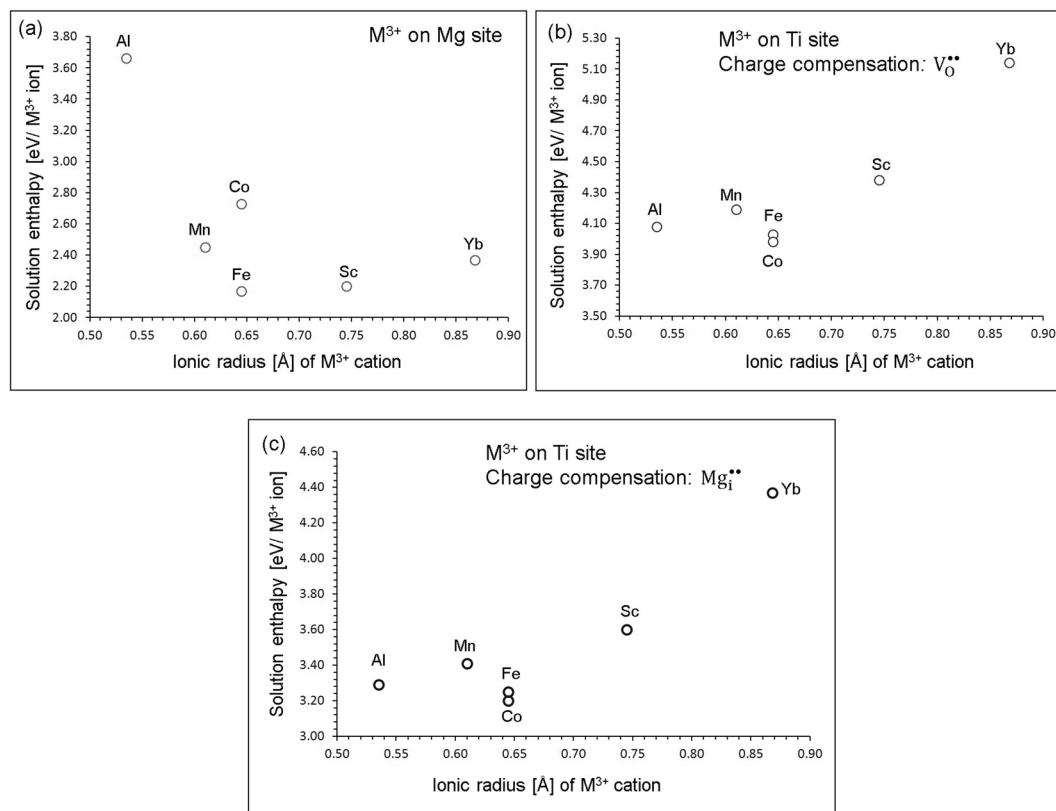 (a)
M³⁺ on Mg site
Solution enthalpy [eV/ M³⁺ ion]
3.80
3.60
3.40
3.20
3.00
2.80
2.60
2.40
2.20
2.00
Al
Co
Mn
Fe
Sc
Yb
0.50 0.55 0.60 0.65 0.70 0.75 0.80 0.85 0.90
Ionic radius [Å] of M³⁺ cation
(b)
M³⁺ on Ti site
Charge compensation: V_O^••
Solution enthalpy [eV/ M³⁺ ion]
5.30
5.10
4.90
4.70
4.50
4.30
4.10
3.90
3.70
3.50
Yb
Sc
Al
Mn
Fe
Co
0.50 0.55 0.60 0.65 0.70 0.75 0.80 0.85 0.90
Ionic radius [Å] of M³⁺ cation
(c)
M³⁺ on Ti site
Charge compensation: Mg_i^••
Solution enthalpy [eV/ M³⁺ ion]
4.60
4.40
4.20
4.00
3.80
3.60
3.40
3.20
3.00
Yb
Sc
Al
Mn
Fe
Co
0.50 0.55 0.60 0.65 0.70 0.75 0.80 0.85 0.90
Ionic radius [Å] of M³⁺ cation